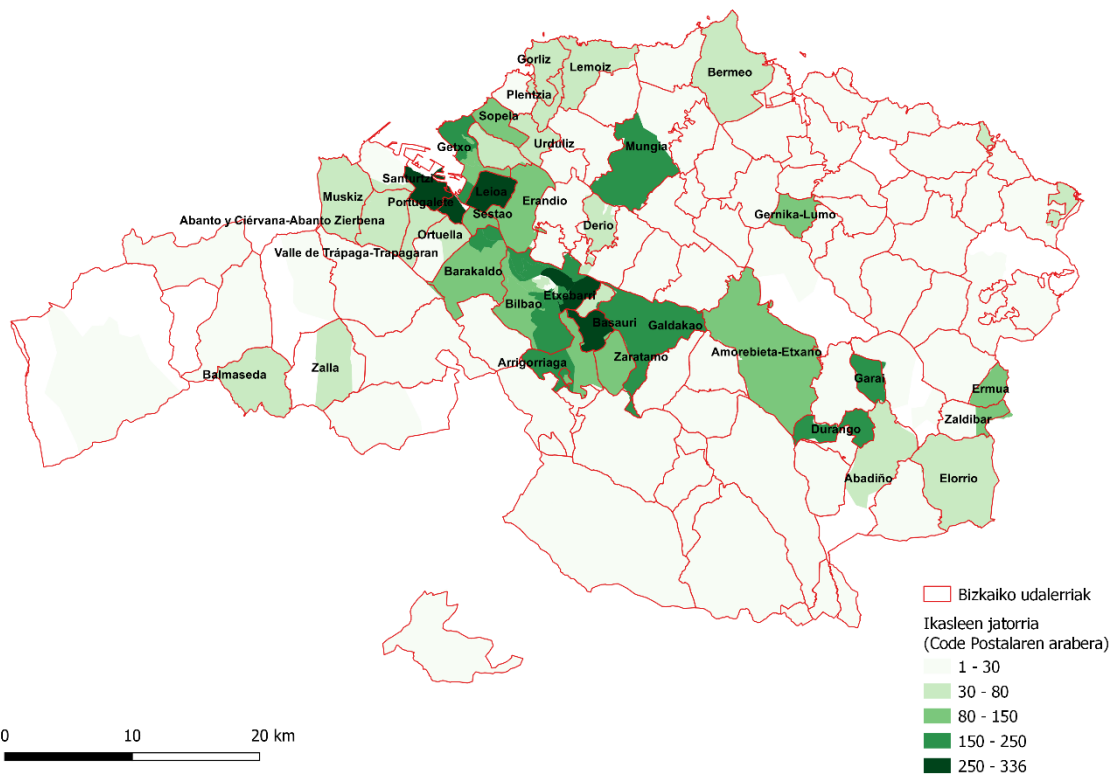 Gorliz
Lemoiz
Bermeo
Plentzia
Sopela
Getxo
Urduliz
Mungia
Santurtzi
Muskiz
Leioa
Portugalete
Erandio
Abanto y Ciérvana-Abanto Zierbena
Sestao
Gernika-Lumo
Derio
Ortuella
Valle de Trápaga-Trapagaran
Barakaldo
Etxebarri
Bilbao
Basauri
Galdakao
Amorebieta-Etxano
Zaratamo
Arrigorriaga
Zalla
Balmaseda
Garai
Ermua
Zaldibar
Durango
Abadiño
Elorrio
Bizkaiko udalerriak
Ikasleen jatorria
(Code Postalaren arabera)
1 - 30
30 - 80
80 - 150
150 - 250
250 - 336
0 10 20 km